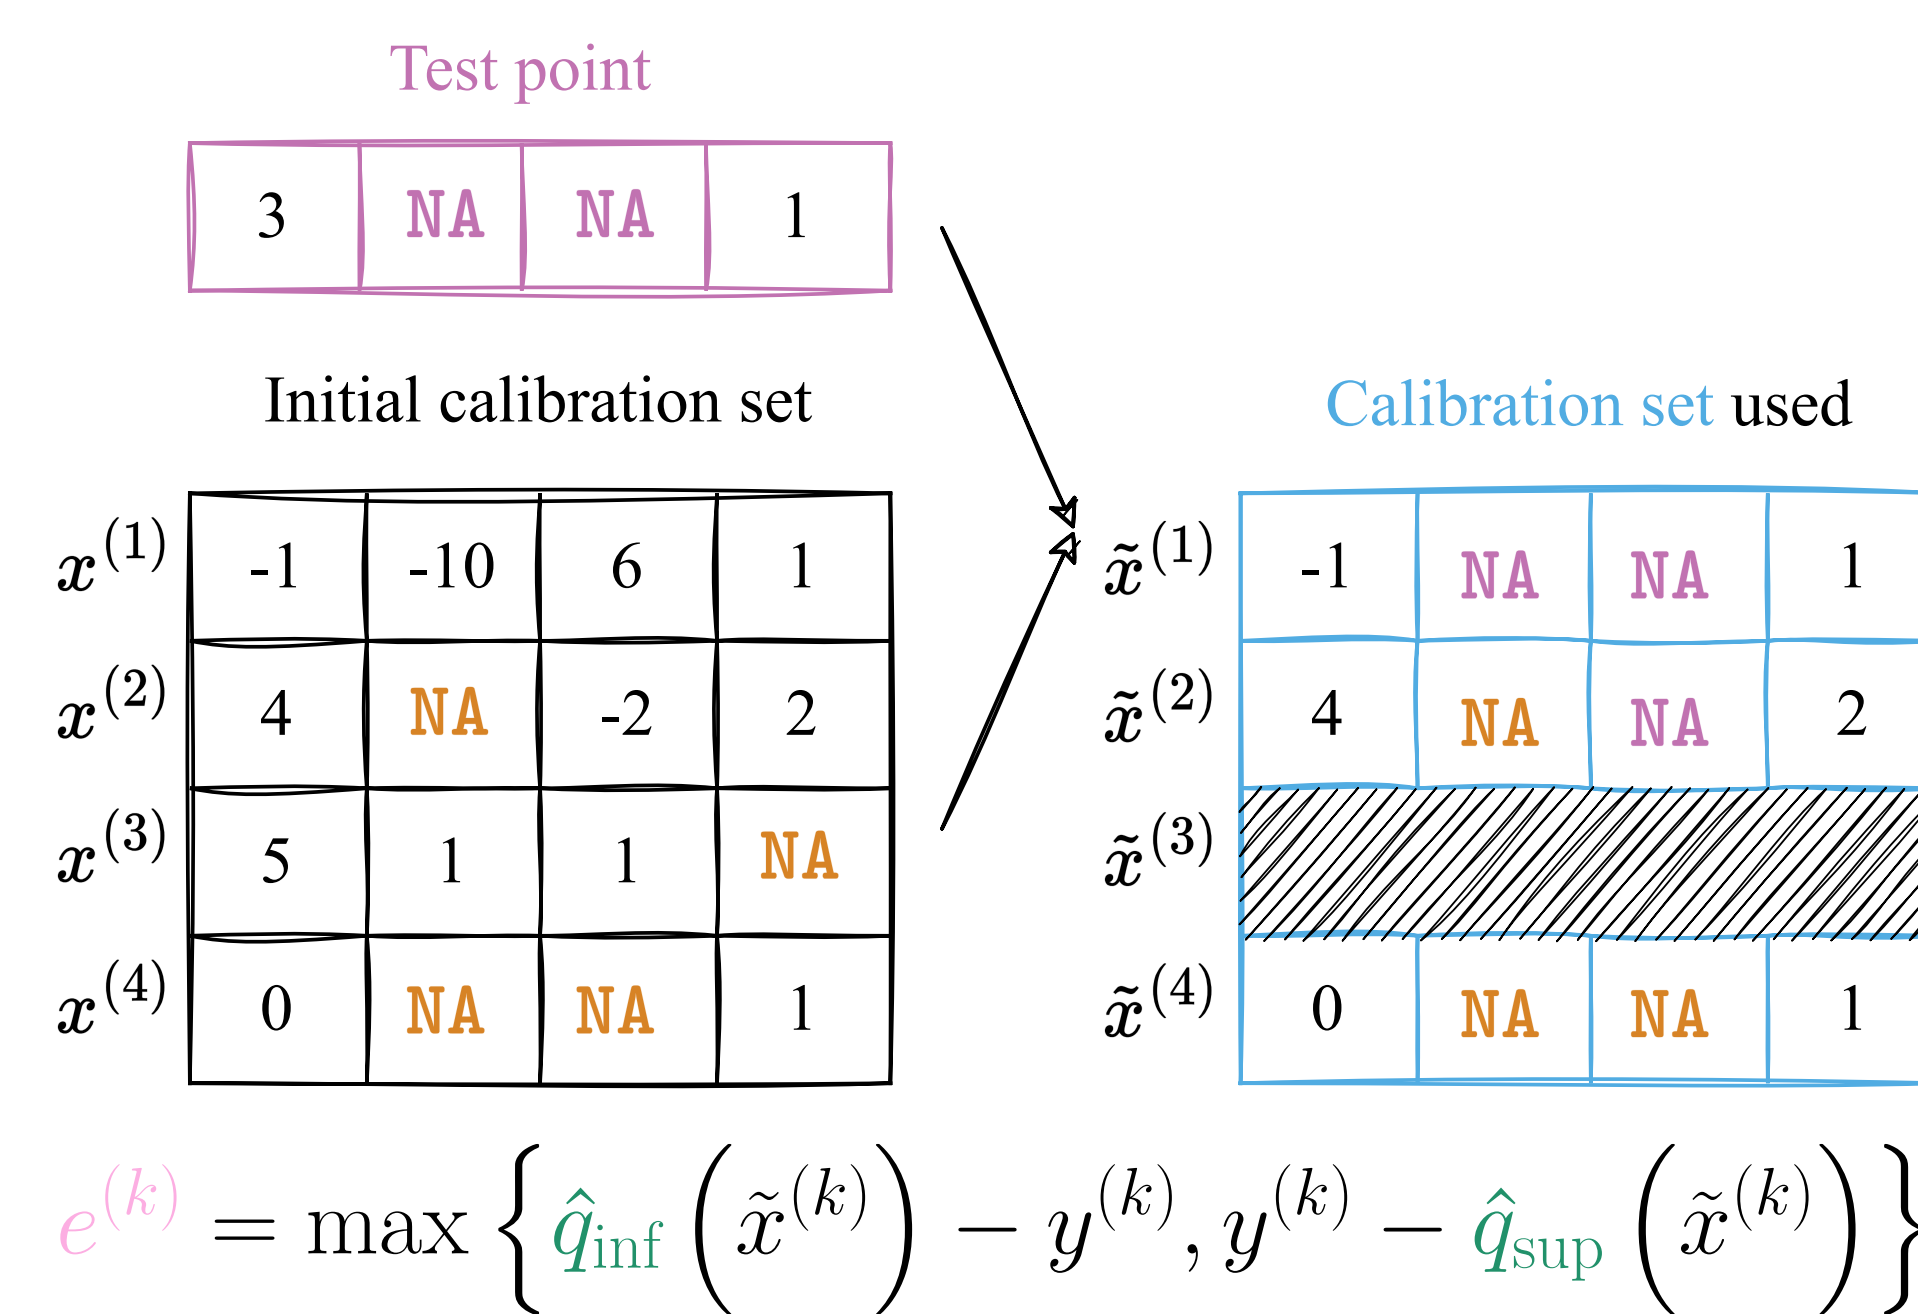 Test point
3 NA NA 1
Initial calibration set
x^(1) -1 -10 6 1
x^(2) 4 NA -2 2
x^(3) 5 1 1 NA
x^(4) 0 NA NA 1
Calibration set used
x̃^(1) -1 NA NA 1
x̃^(2) 4 NA NA 2
x̃^(3)
x̃^(4) 0 NA NA 1
e^(k) = max { q̂_inf ( x̃^(k) ) − y^(k), y^(k) − q̂_sup ( x̃^(k) ) }